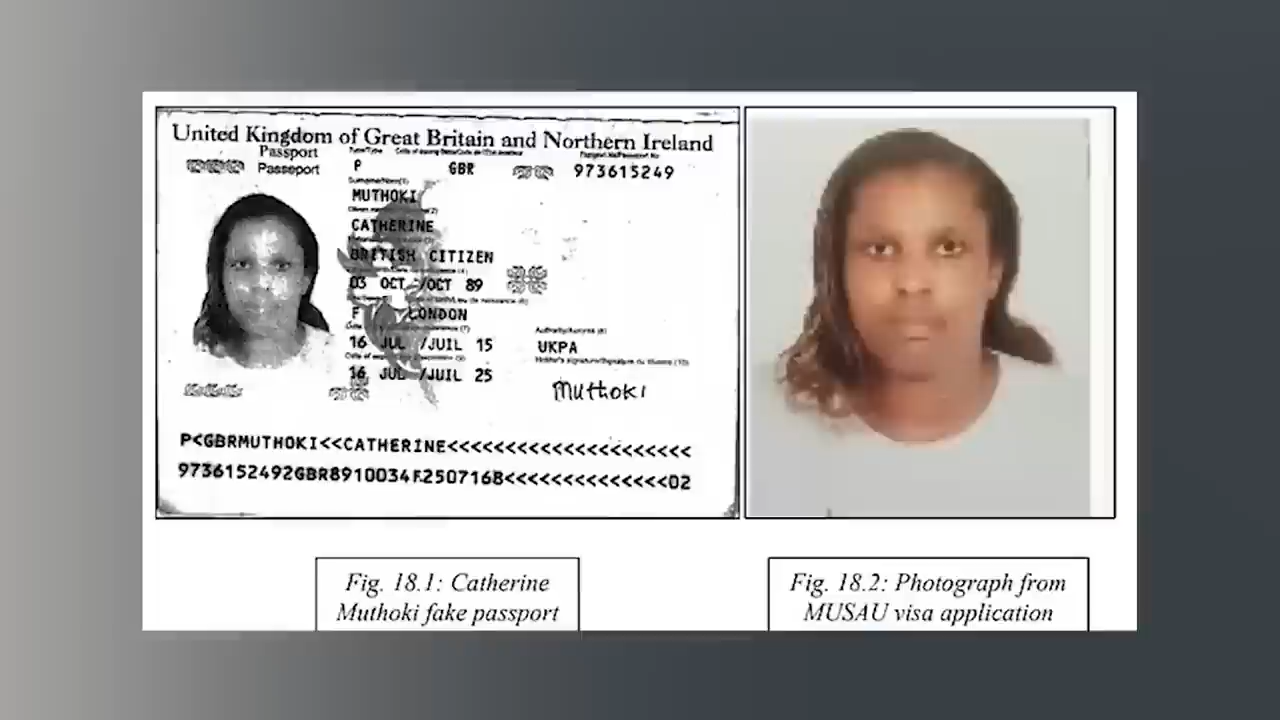 United Kingdom of Great Britain and Northern Ireland
Passport
Passeport
P GBR 973615249
MUTHOKI
CATHERINE
BRITISH CITIZEN
03 OCT /OCT 89
F LONDON
16 JUL /JUIL 15
UKPA
16 JUL /JUIL 25
Muthoki
P<GBRMUTHOKI<<CATHERINE<<<<<<<<<<<<<<<<<<<<<
9736152492GBR8910034F2507168<<<<<<<<<<<<<<02
Fig. 18.1: Catherine
Muthoki fake passport
Fig. 18.2: Photograph from
MUSAU visa application